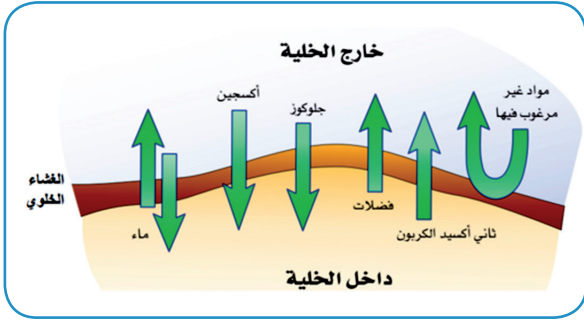 خارج الخلية
مواد غير
مرغوب فيها
أكسجين
جلوكوز
الغشاء
الخلوي
فضلات
ماء
ثاني أكسيد الكربون
داخل الخلية